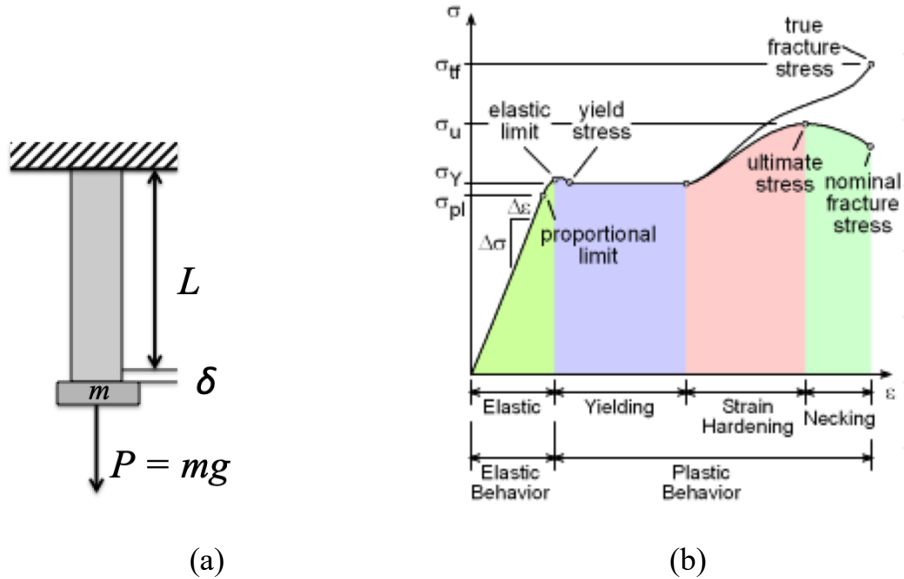 L
δ
m
P = mg
(a)
σ
σtf
σu
σY
σpl
true
fracture
stress
elastic
limit
yield
stress
ultimate
stress
nominal
fracture
stress
Δε
Δσ
proportional
limit
ε
Elastic
Yielding
Strain
Hardening
Necking
Elastic
Behavior
Plastic
Behavior
(b)